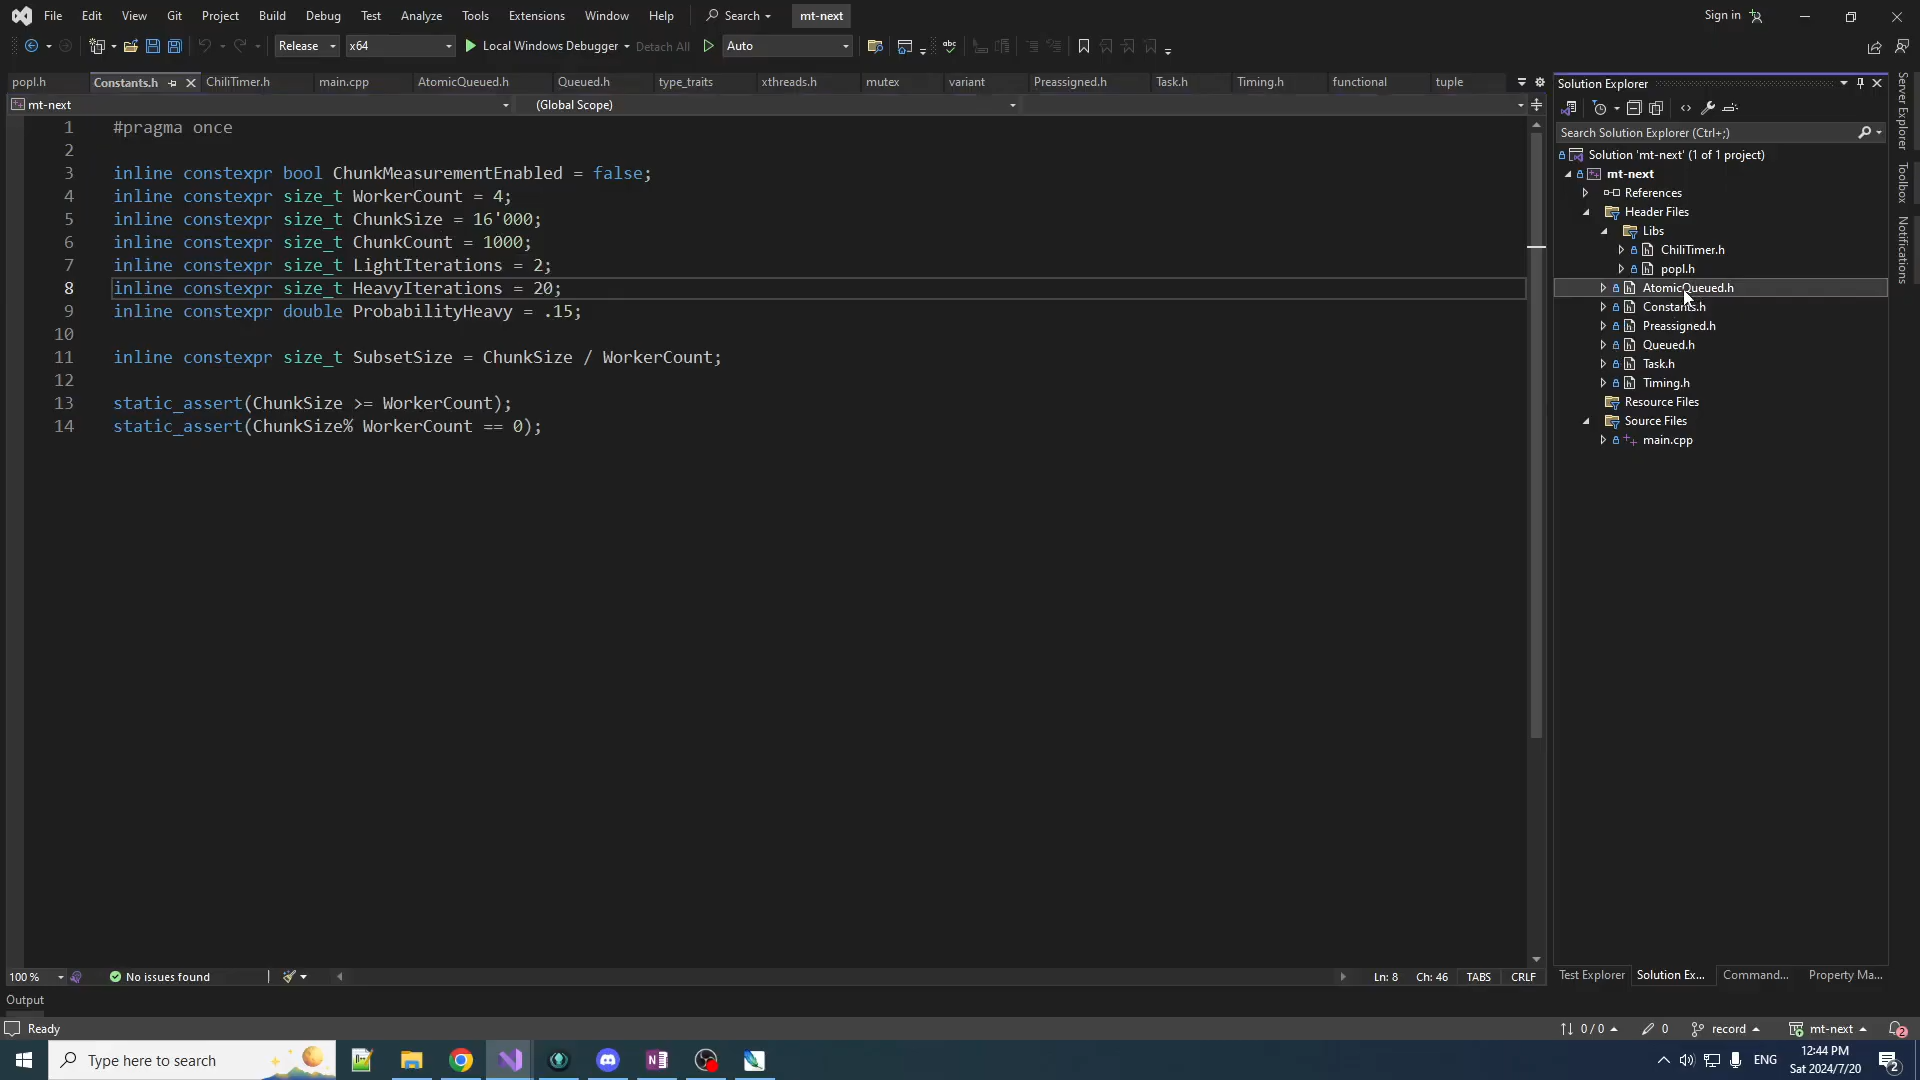 File Edit View Git Project Build Debug Test Analyze Tools Extensions Window Help Search mt-next Sign in
Release x64 Local Windows Debugger Detach All Auto
popl.h Constants.h ChiliTimer.h main.cpp AtomicQueued.h Queued.h type_traits xthreads.h mutex variant Preassigned.h Task.h Timing.h functional tuple
mt-next (Global Scope)
1 #pragma once
2
3 inline constexpr bool ChunkMeasurementEnabled = false;
4 inline constexpr size_t WorkerCount = 4;
5 inline constexpr size_t ChunkSize = 16'000;
6 inline constexpr size_t ChunkCount = 1000;
7 inline constexpr size_t LightIterations = 2;
8 inline constexpr size_t HeavyIterations = 20;
9 inline constexpr double ProbabilityHeavy = .15;
10
11 inline constexpr size_t SubsetSize = ChunkSize / WorkerCount;
12
13 static_assert(ChunkSize >= WorkerCount);
14 static_assert(ChunkSize% WorkerCount == 0);
Solution Explorer
Search Solution Explorer (Ctrl+;)
Solution 'mt-next' (1 of 1 project)
mt-next
References
Header Files
Libs
ChiliTimer.h
popl.h
AtomicQueued.h
Constants.h
Preassigned.h
Queued.h
Task.h
Timing.h
Resource Files
Source Files
main.cpp
Server Explorer
Toolbox
Notifications
100 % No issues found Ln: 8 Ch: 46 TABS CRLF
Test Explorer Solution Ex... Command... Property Ma...
Output
Ready 0 / 0 0 record mt-next 2
Type here to search
ENG
12:44 PM
Sat 2024/7/20
2